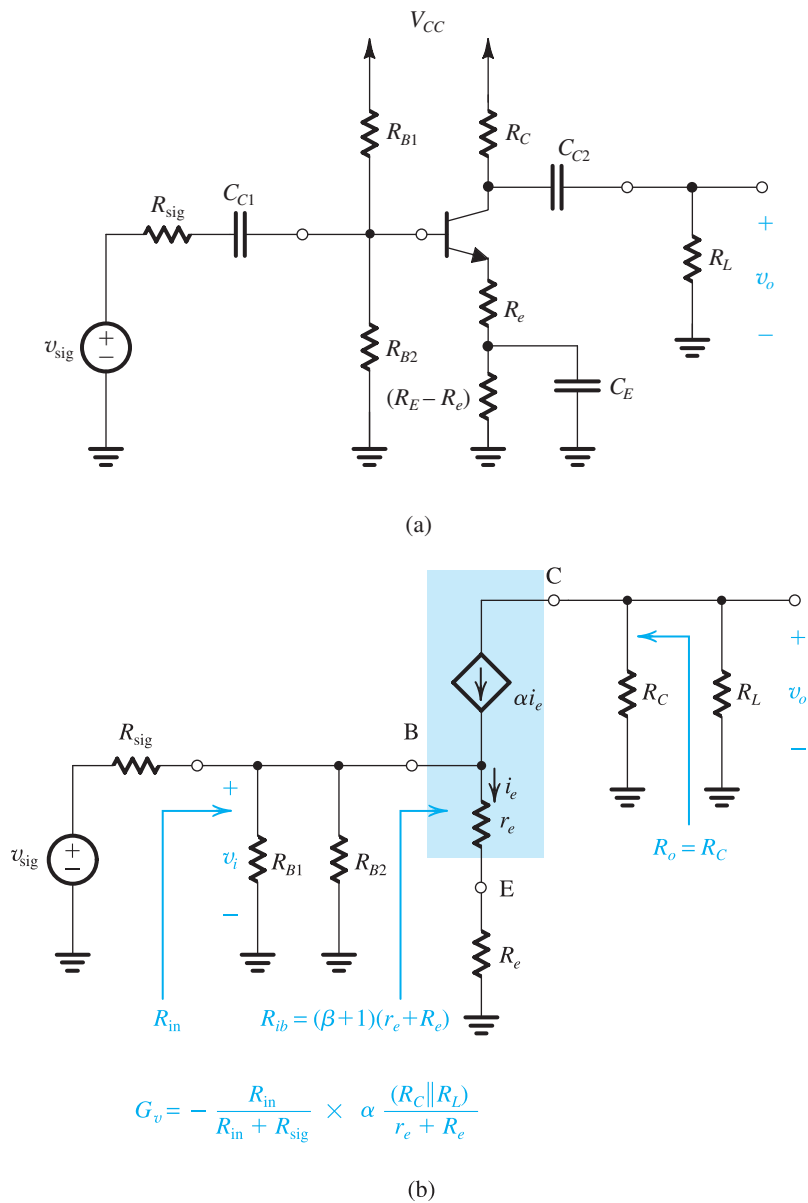 V_CC
R_B1
R_C
C_C2
C_C1
R_sig
+
R_L
v_o
R_e
−
+
−
v_sig
R_B2
(R_E − R_e)
C_E
(a)
C
+
αi_e
R_C
R_L
v_o
R_sig
B
−
+
i_e
r_e
v_sig
+
−
v_i
R_B1
R_B2
R_o = R_C
−
E
R_e
R_in
R_ib = (β+1)(r_e+R_e)
G_v = − R_in / (R_in + R_sig) × α (R_C||R_L) / (r_e + R_e)
(b)